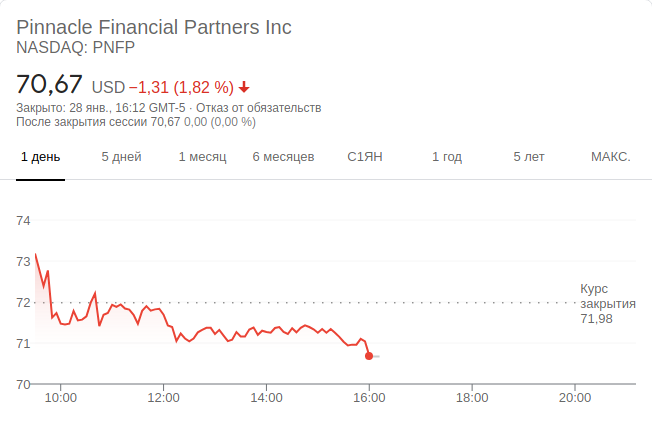 Pinnacle Financial Partners Inc
NASDAQ: PNFP
70,67 USD −1,31 (1,82 %)
Закрыто: 28 янв., 16:12 GMT-5 · Отказ от обязательств
После закрытия сессии 70,67 0,00 (0,00 %)
1 день 5 дней 1 месяц 6 месяцев С1ЯН 1 год 5 лет МАКС.
74
73
72
71
70
Курс
закрытия
71,98
10:00 12:00 14:00 16:00 18:00 20:00